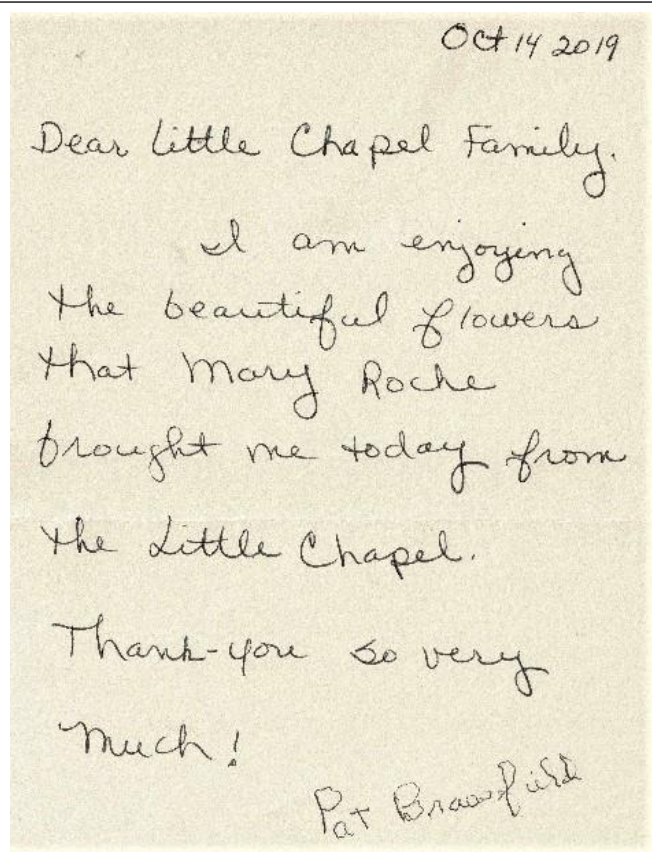 Oct 14 2019
Dear Little Chapel Family.
I am enjoying
the beautiful flowers
that Mary Roche
brought me today from
the Little Chapel.
Thank-you so very
much!
Pat